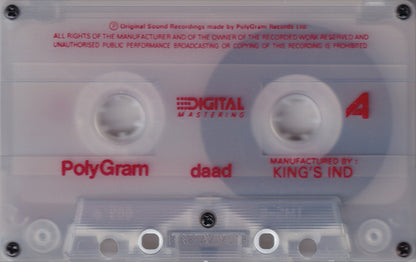 Ⓟ Original Sound Recordings made by PolyGram Records Ltd.
ALL RIGHTS OF THE MANUFACTURER AND OF THE OWNER OF THE RECORDED WORK RESERVED AND
UNAUTHORISED PUBLIC PERFORMANCE BROADCASTING OR COPYING OF THIS RECORDING IS PROHIBITED
DIGITAL
MASTERING
A
PolyGram
daad
MANUFACTURED BY :
KING'S IND